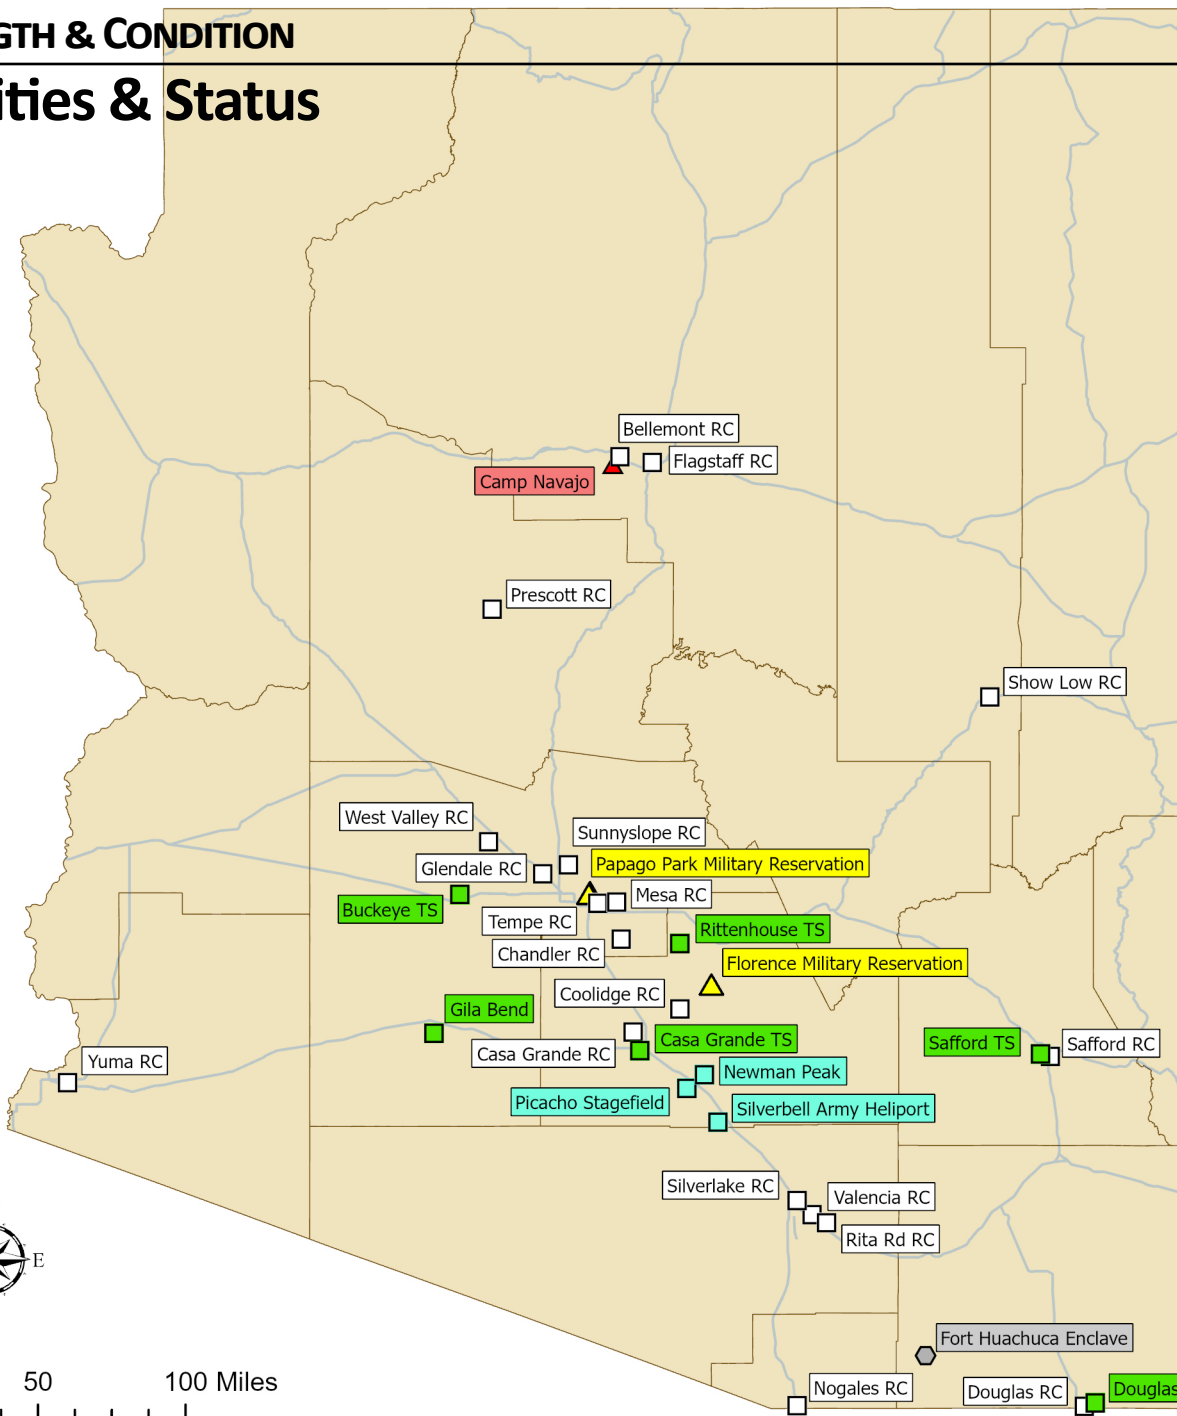 GTH & CONDITION
ities & Status
Bellemont RC
Flagstaff RC
Camp Navajo
Prescott RC
Show Low RC
West Valley RC
Sunnyslope RC
Glendale RC
Papago Park Military Reservation
Mesa RC
Buckeye TS
Tempe RC
Rittenhouse TS
Chandler RC
Florence Military Reservation
Coolidge RC
Gila Bend
Casa Grande TS
Safford TS
Safford RC
Casa Grande RC
Yuma RC
Newman Peak
Picacho Stagefield
Silverbell Army Heliport
Silverlake RC
Valencia RC
Rita Rd RC
E
Fort Huachuca Enclave
50 100 Miles
Nogales RC
Douglas RC
Douglas